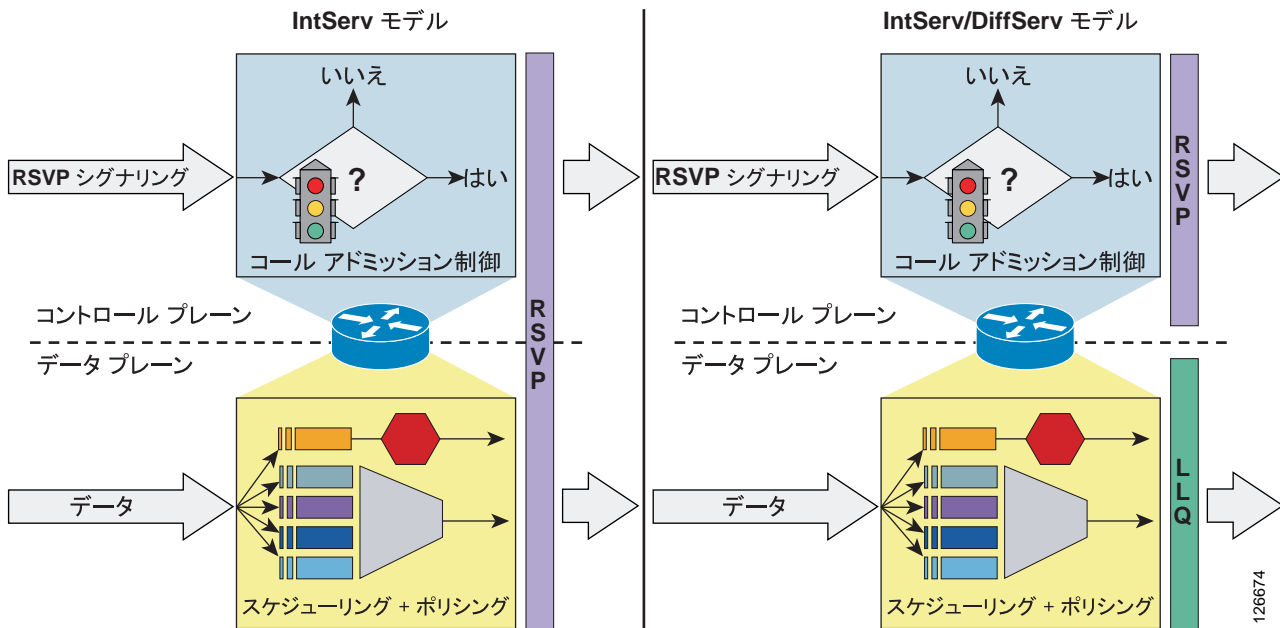 IntServ モデル
いいえ
RSVP シグナリング
?
はい
コール アドミッション制御
コントロール プレーン
データ プレーン
RSVP
データ
スケジューリング + ポリシング
IntServ/DiffServ モデル
いいえ
RSVP シグナリング
?
はい
コール アドミッション制御
RSVP
コントロール プレーン
データ プレーン
データ
スケジューリング + ポリシング
LLQ
126674